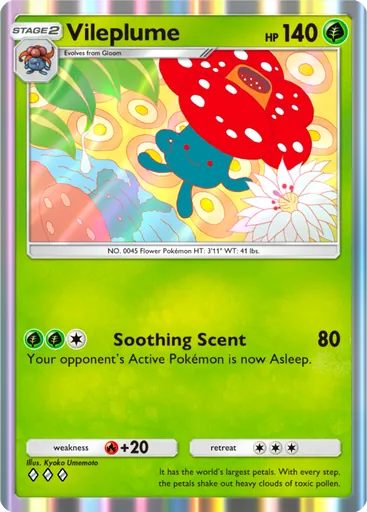 STAGE2 Vileplume HP 140
Evolves from Gloom
NO. 0045 Flower Pokémon HT: 3'11" WT: 41 lbs.
Soothing Scent 80
Your opponent's Active Pokémon is now Asleep.
weakness +20 retreat
Illus. Kyoko Umemoto
It has the world's largest petals. With every step,
the petals shake out heavy clouds of toxic pollen.